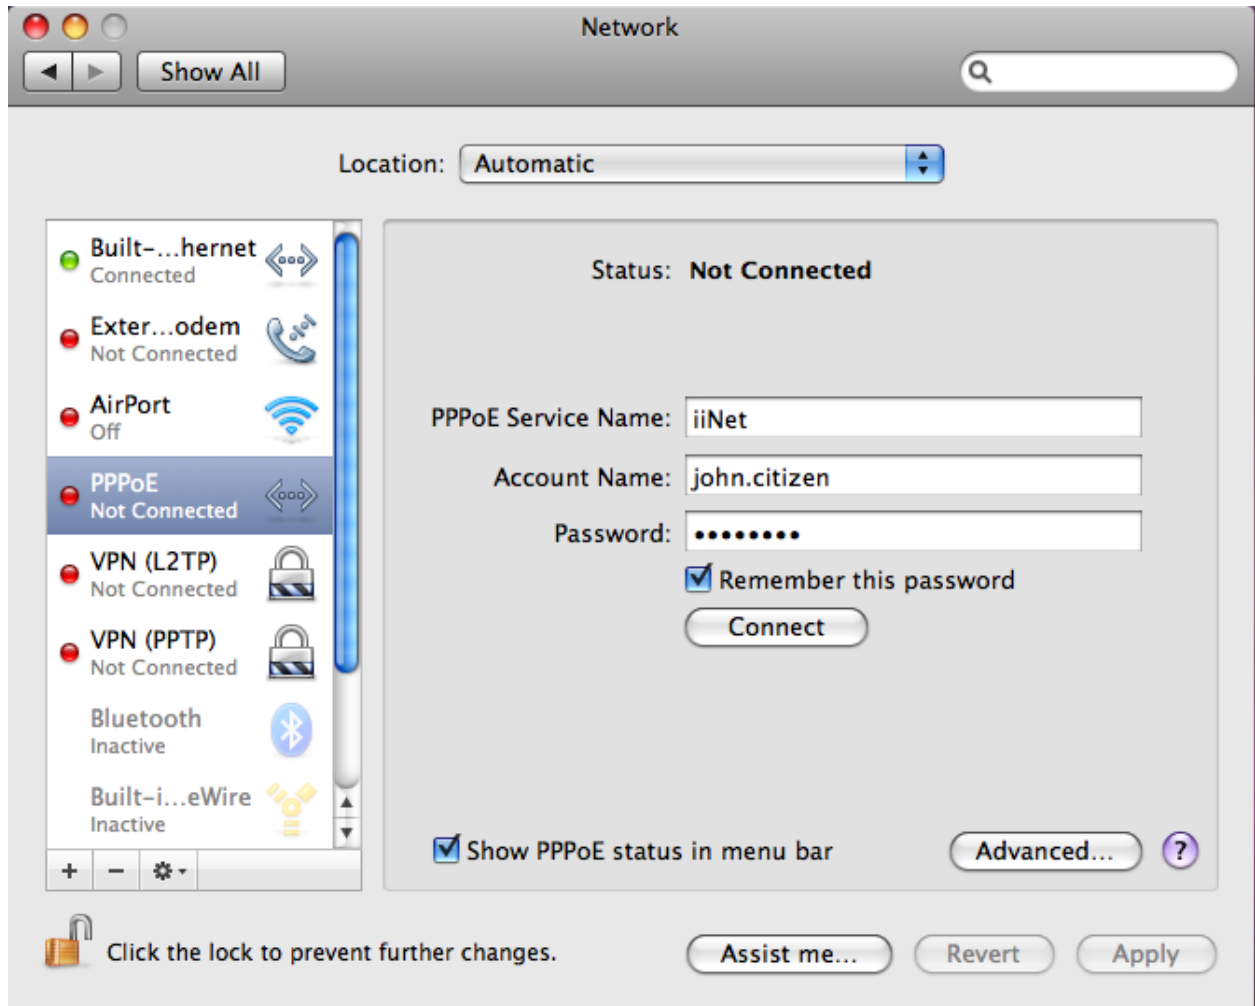 Network
Show All
Location: Automatic
Built-...hernet
Connected
Exter...odem
Not Connected
AirPort
Off
PPPoE
Not Connected
VPN (L2TP)
Not Connected
VPN (PPTP)
Not Connected
Bluetooth
Inactive
Built-i...eWire
Inactive
Status: Not Connected
PPPoE Service Name: iiNet
Account Name: john.citizen
Password: ••••••••
Remember this password
Connect
Show PPPoE status in menu bar
Advanced... ?
Click the lock to prevent further changes.
Assist me... Revert Apply